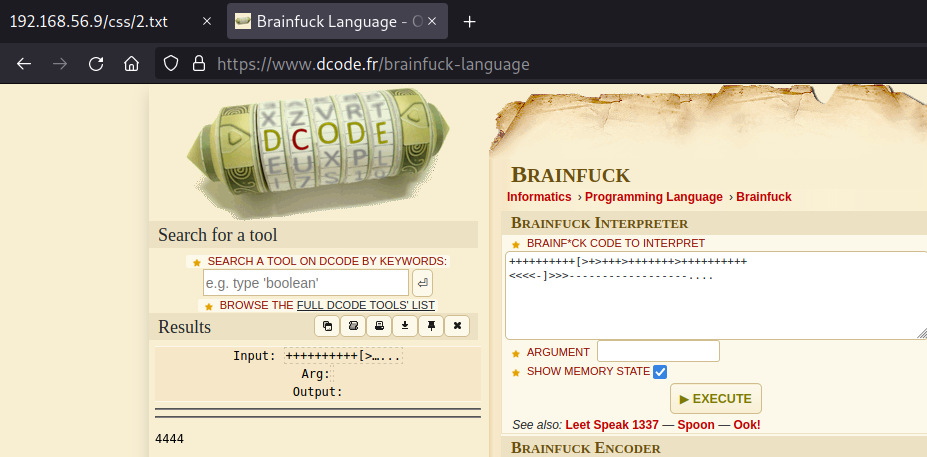 192.168.56.9/css/2.txt × Brainfuck Language - × +
https://www.dcode.fr/brainfuck-language
X Z V R T
D C O D E
E U X P L
Search for a tool
SEARCH A TOOL ON DCODE BY KEYWORDS:
e.g. type 'boolean'
BROWSE THE FULL DCODE TOOLS' LIST
Results
Input: ++++++++++[>…...
Arg:
Output:
4444
BRAINFUCK
Informatics › Programming Language › Brainfuck
BRAINFUCK INTERPRETER
BRAINF*CK CODE TO INTERPRET
++++++++++[>+>+++>+++++++>++++++++++
<<<<-]>>>-------------------....
ARGUMENT
SHOW MEMORY STATE
▶ EXECUTE
See also: Leet Speak 1337 — Spoon — Ook!
BRAINFUCK ENCODER